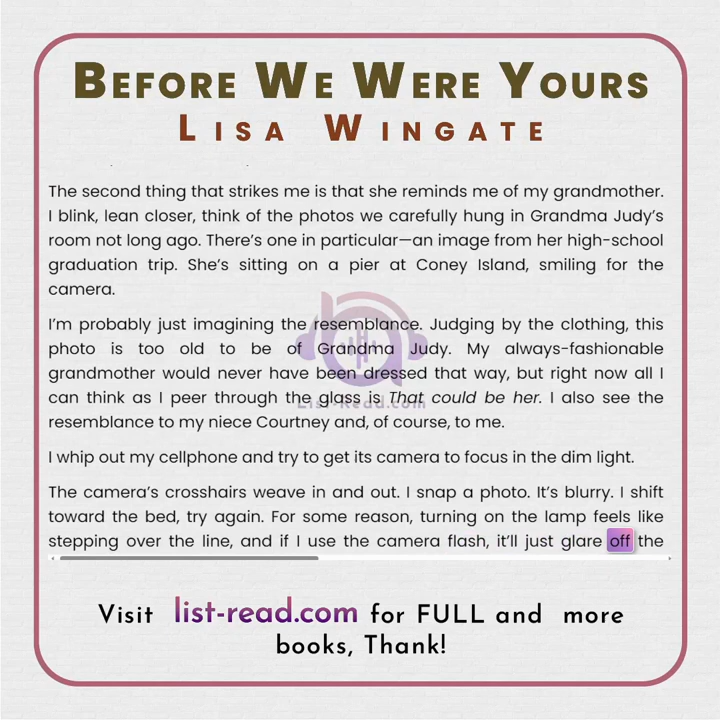 BEFORE WE WERE YOURS
LISA WINGATE
The second thing that strikes me is that she reminds me of my grandmother.
I blink, lean closer, think of the photos we carefully hung in Grandma Judy's
room not long ago. There's one in particular—an image from her high-school
graduation trip. She's sitting on a pier at Coney Island, smiling for the
camera.
I'm probably just imagining the resemblance. Judging by the clothing, this
photo is too old to be of Grandma Judy. My always-fashionable
grandmother would never have been dressed that way, but right now all I
can think as I peer through the glass is That could be her. I also see the
List-Read.com
resemblance to my niece Courtney and, of course, to me.
I whip out my cellphone and try to get its camera to focus in the dim light.
The camera's crosshairs weave in and out. I snap a photo. It's blurry. I shift
toward the bed, try again. For some reason, turning on the lamp feels like
stepping over the line, and if I use the camera flash, it'll just glare off the
Visit list-read.com for FULL and more
books, Thank!